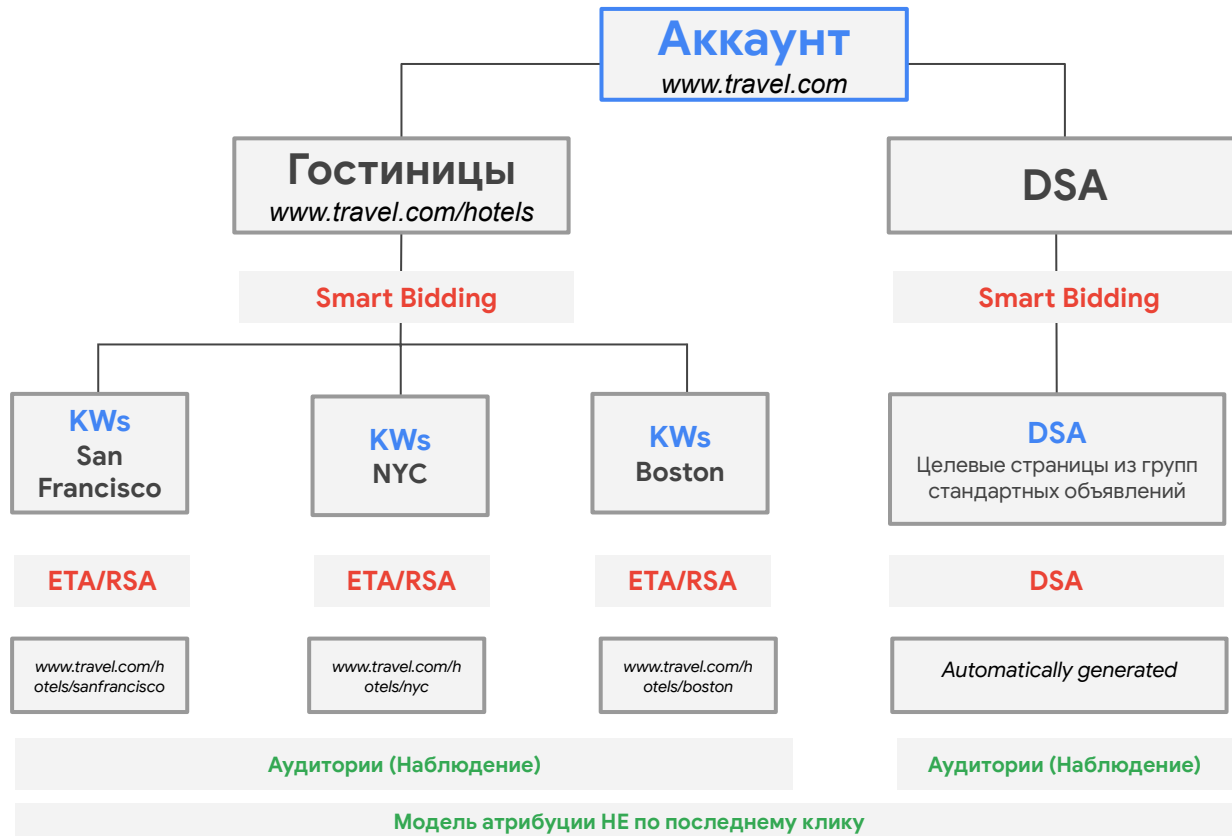 Аккаунт
www.travel.com
Гостиницы
www.travel.com/hotels
DSA
Smart Bidding
Smart Bidding
KWs
San
Francisco
KWs
NYC
KWs
Boston
DSA
Целевые страницы из групп
стандартных объявлений
ETA/RSA
ETA/RSA
ETA/RSA
DSA
www.travel.com/h
otels/sanfrancisco
www.travel.com/h
otels/nyc
www.travel.com/h
otels/boston
Automatically generated
Аудитории (Наблюдение)
Аудитории (Наблюдение)
Модель атрибуции НЕ по последнему клику